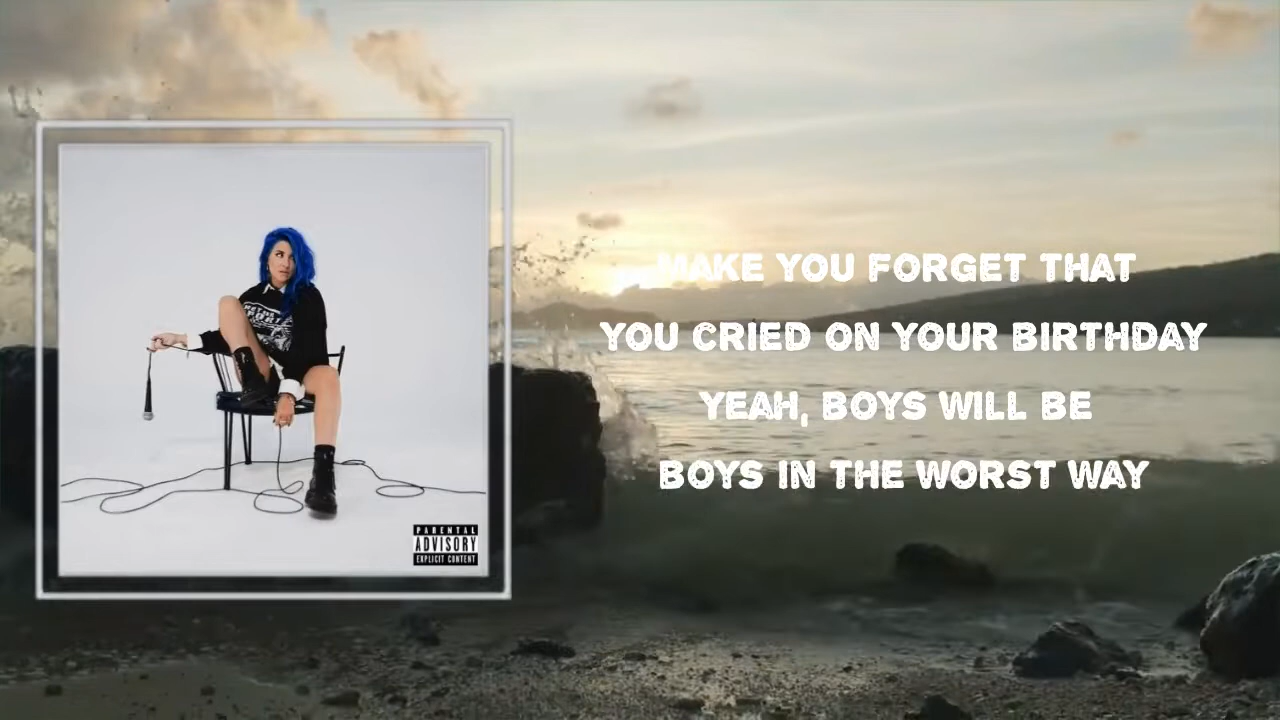 MAKE YOU FORGET THAT
YOU CRIED ON YOUR BIRTHDAY
YEAH, BOYS WILL BE
BOYS IN THE WORST WAY
PARENTAL
ADVISORY
EXPLICIT CONTENT